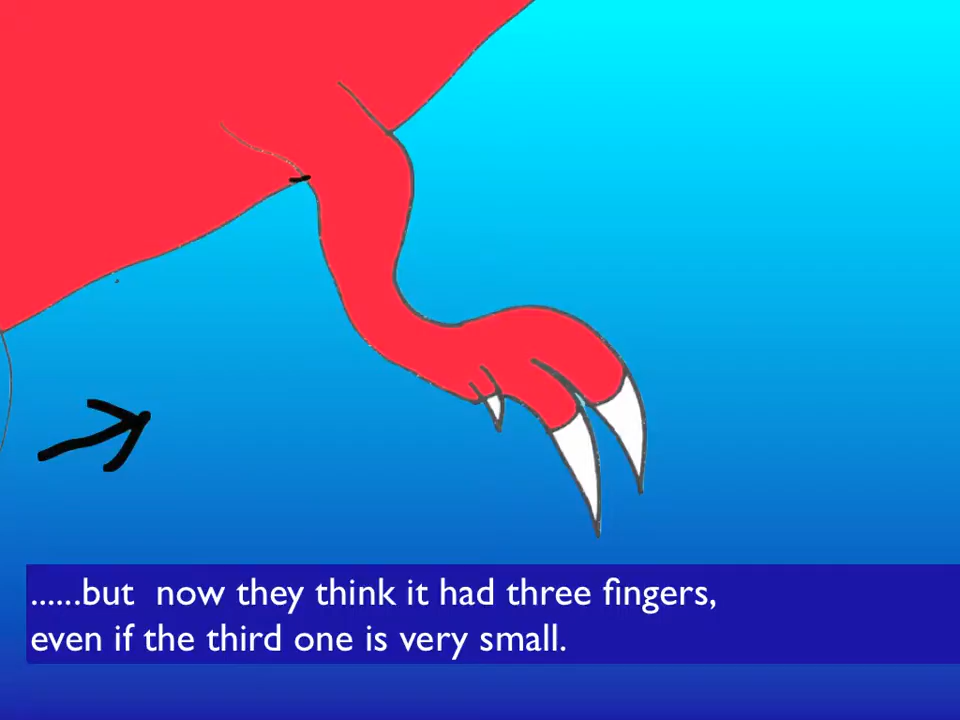 ......but  now they think it had three fingers,
even if the third one is very small.